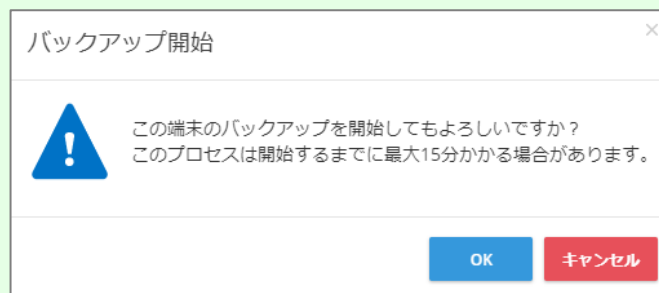 バックアップ開始
この端末のバックアップを開始してもよろしいですか？
このプロセスは開始するまでに最大15分かかる場合があります。
OK
キャンセル